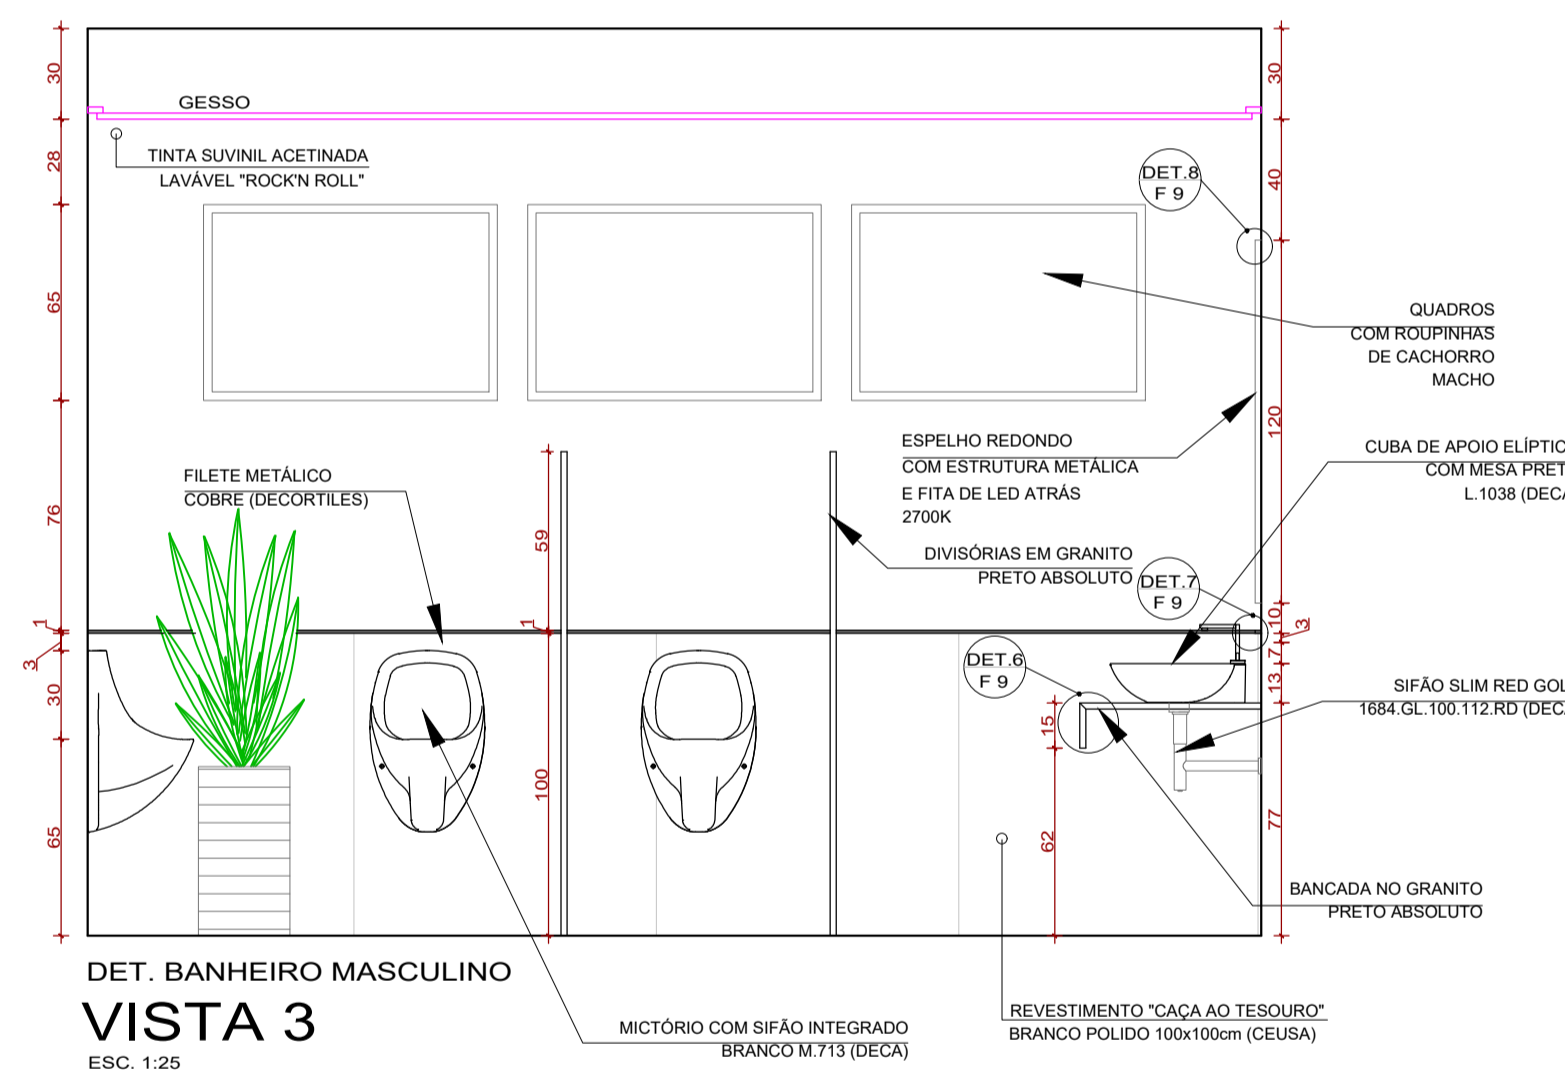 GESSO
TINTA SUVINIL ACETINADA
LAVÁVEL "ROCK'N ROLL"
DET.8
F 9
QUADROS
COM ROUPINHAS
DE CACHORRO
MACHO
ESPELHO REDONDO
COM ESTRUTURA METÁLICA
E FITA DE LED ATRÁS
2700K
CUBA DE APOIO ELÍPTIC
COM MESA PRET
L.1038 (DECA
FILETE METÁLICO
COBRE (DECORTILES)
DIVISÓRIAS EM GRANITO
PRETO ABSOLUTO
DET.7
F 9
DET.6
F 9
SIFÃO SLIM RED GOL
1684.GL.100.112.RD (DECA
BANCADA NO GRANITO
PRETO ABSOLUTO
30
28
65
76
1
3
30
65
59
1
100
15
62
30
40
120
10
3
7
13
77
DET. BANHEIRO MASCULINO
VISTA 3
ESC. 1:25
MICTÓRIO COM SIFÃO INTEGRADO
BRANCO M.713 (DECA)
REVESTIMENTO "CAÇA AO TESOURO"
BRANCO POLIDO 100x100cm (CEUSA)